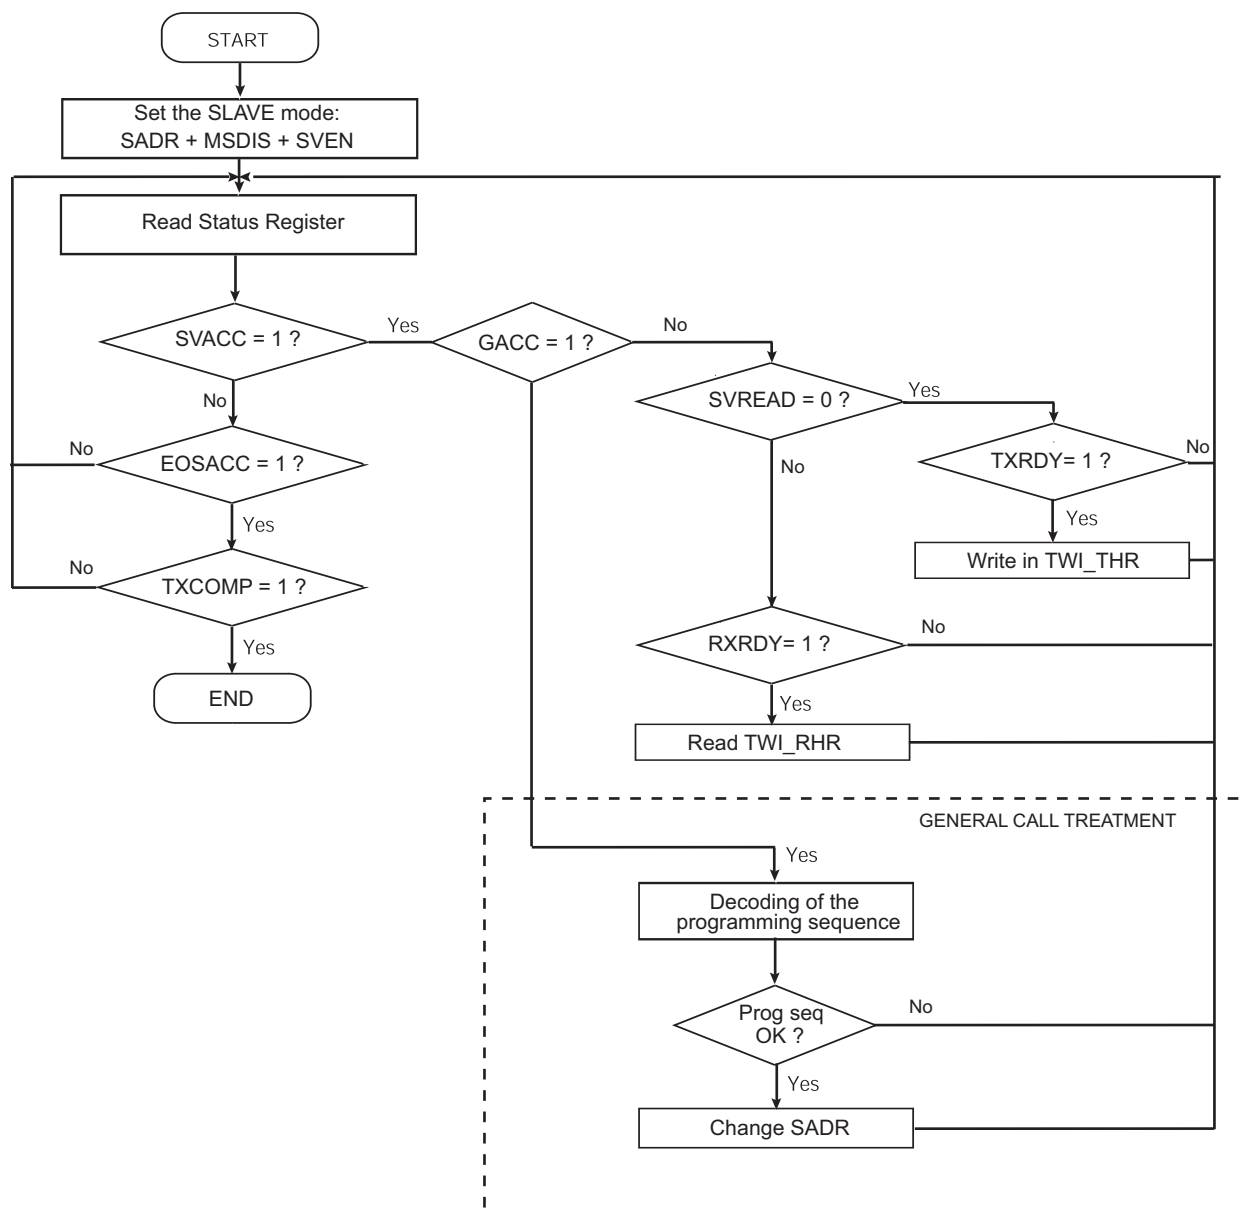 START
Set the SLAVE mode:
SADR + MSDIS + SVEN
Read Status Register
SVACC = 1 ?
Yes
GACC = 1 ?
No
SVREAD = 0 ?
Yes
No
No
EOSACC = 1 ?
No
TXRDY= 1 ?
No
Yes
Yes
Write in TWI_THR
No
TXCOMP = 1 ?
Yes
RXRDY= 1 ?
No
END
Yes
Read TWI_RHR
GENERAL CALL TREATMENT
Yes
Decoding of the
programming sequence
Prog seq
OK ?
No
Yes
Change SADR